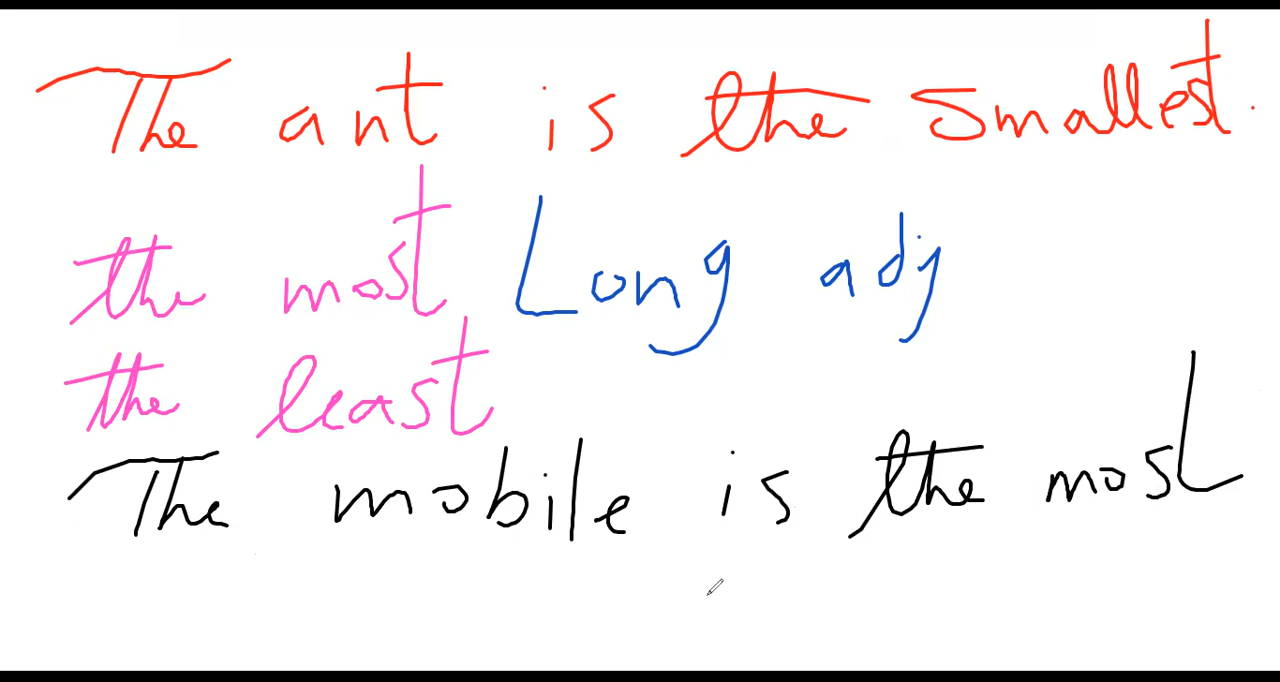 The ant is the smallest.
the most Long adj
the least
The mobile is the most